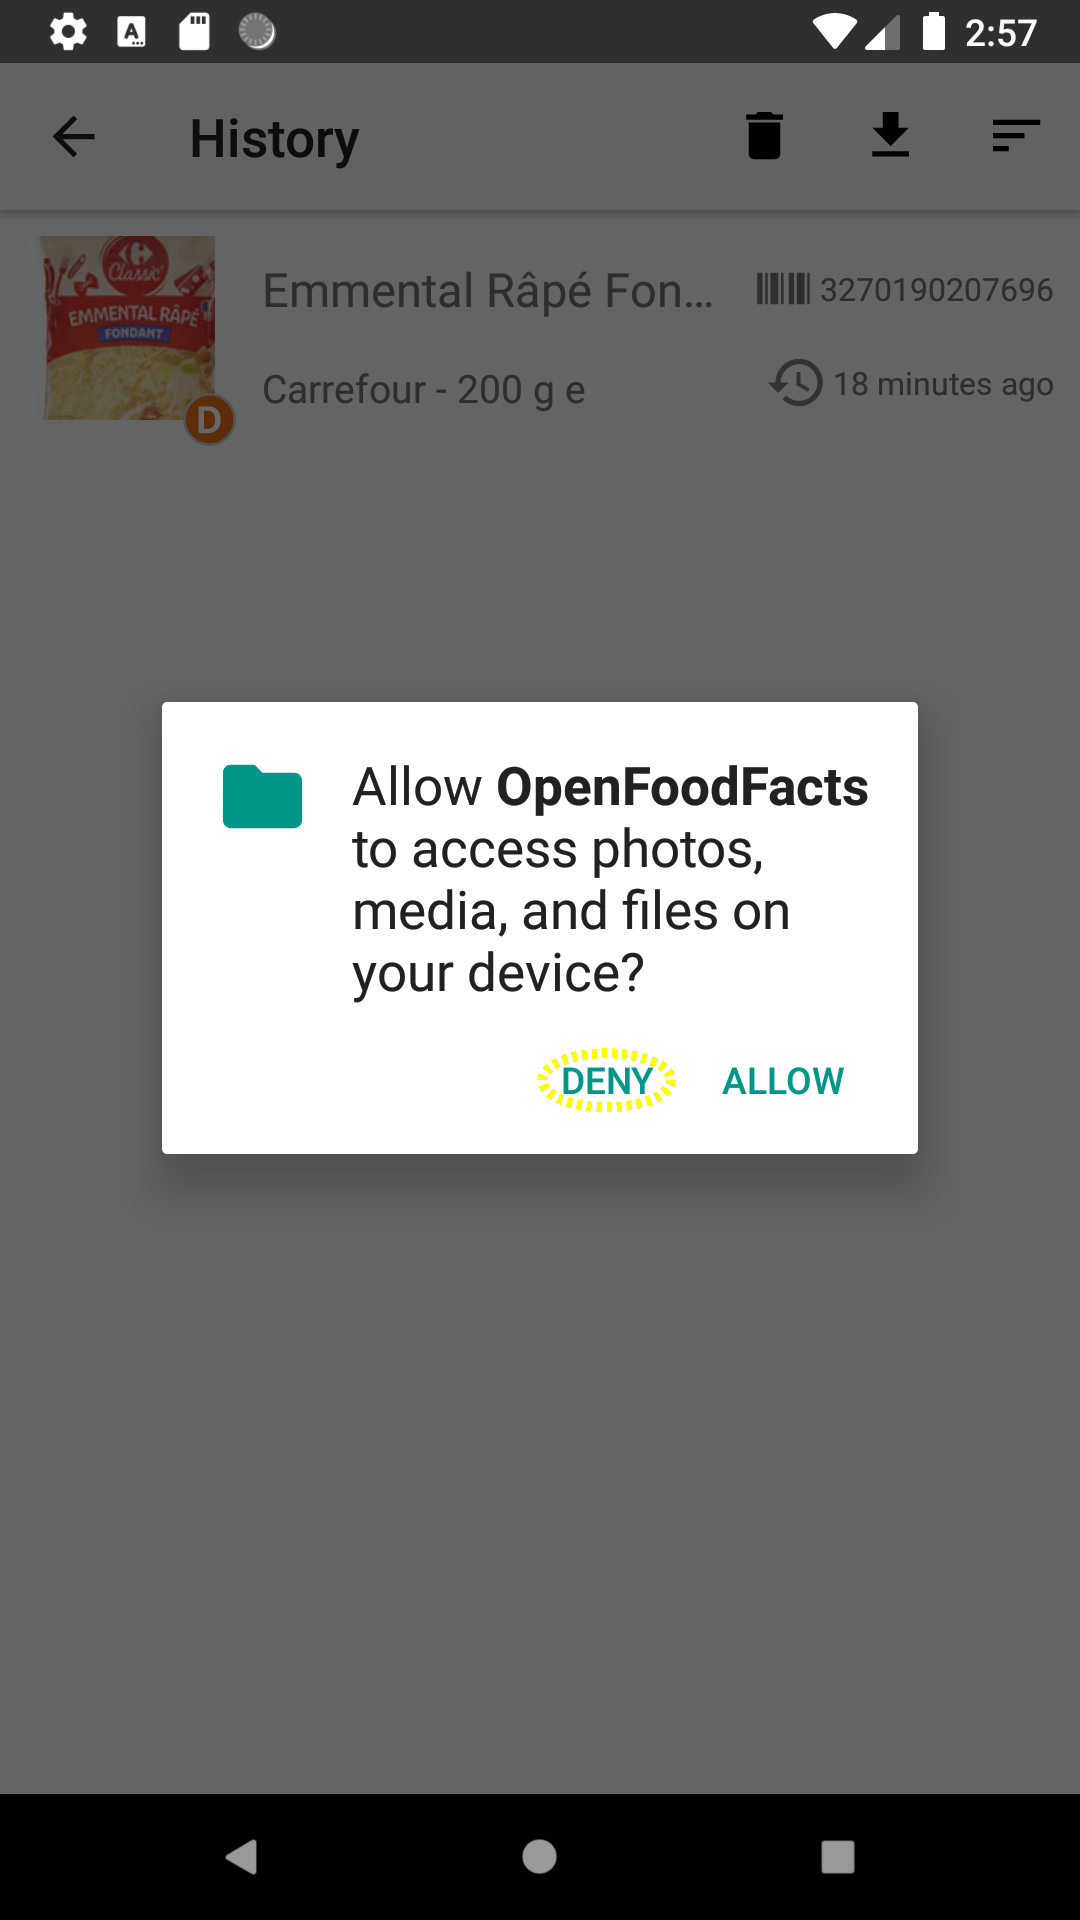 2:57
History
Classic
EMMENTAL RÂPÉ
FONDANT
D
Emmental Râpé Fon...
3270190207696
Carrefour - 200 g e
18 minutes ago
Allow OpenFoodFacts
to access photos,
media, and files on
your device?
DENY ALLOW